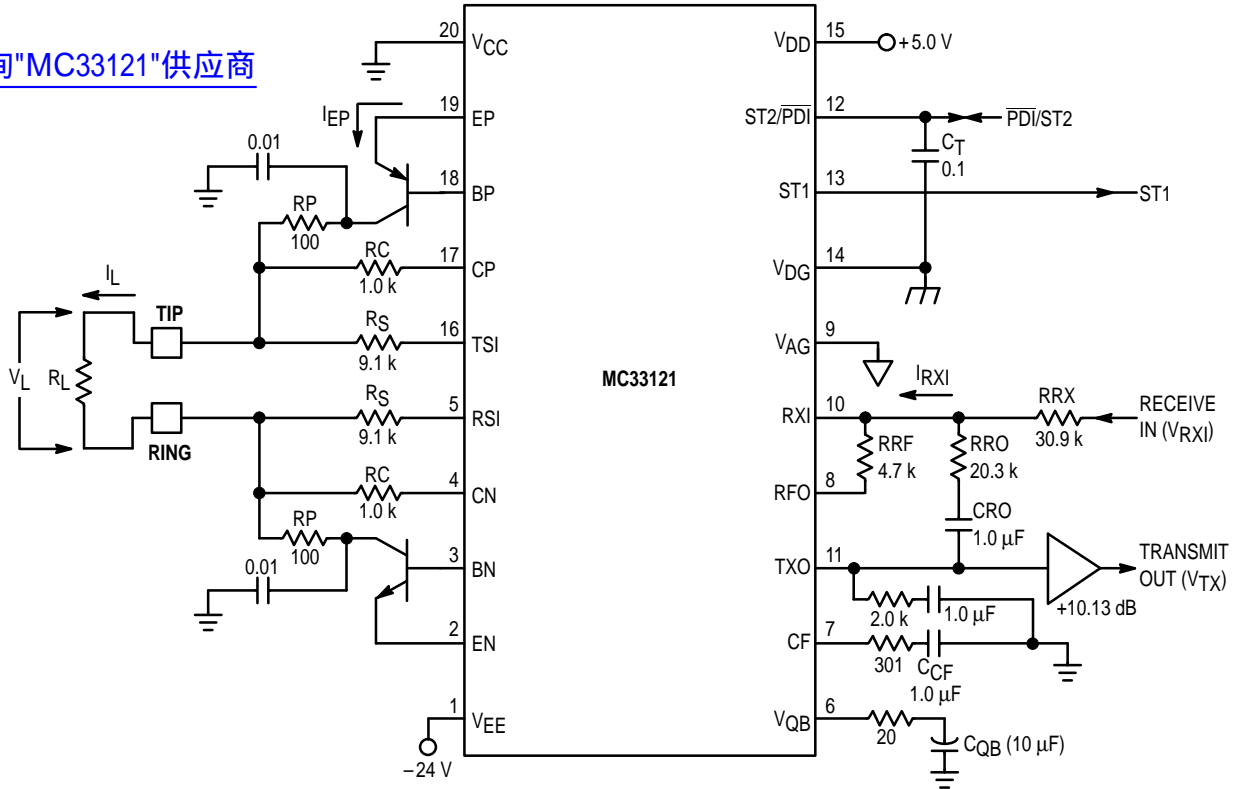 询"MC33121"供应商
20
VCC
IEP
19
EP
0.01
18
BP
RP
100
17
CP
RC
1.0 k
IL
TIP
16
TSI
RS
9.1 k
VL
RL
MC33121
RS
9.1 k
5
RSI
RING
4
CN
RC
1.0 k
RP
100
3
BN
0.01
2
EN
1
VEE
–24 V
VDD
15
+5.0 V
ST2/PDI
12
PDI/ST2
CT
0.1
ST1
13
ST1
VDG
14
VAG
9
IRXI
RXI
10
RRX
30.9 k
RECEIVE
IN (VRXI)
RRF
4.7 k
RRO
20.3 k
RFO
8
CRO
1.0 μF
TXO
11
TRANSMIT
OUT (VTX)
+10.13 dB
2.0 k
1.0 μF
CF
7
301
CCF
1.0 μF
VQB
6
20
CQB (10 μF)